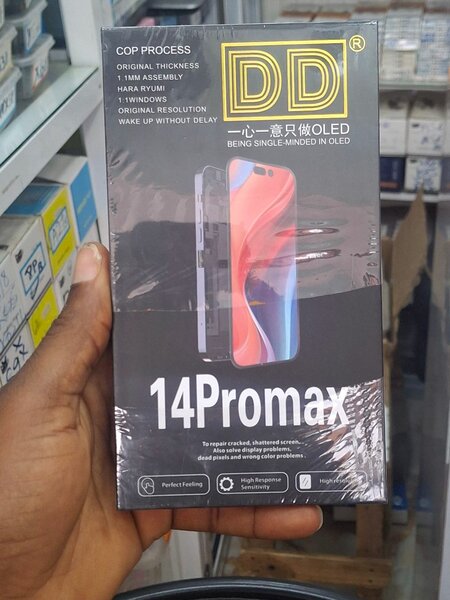 COP PROCESS
ORIGINAL THICKNESS
1.1MM ASSEMBLY
HARA RYUMI
1:1WINDOWS
ORIGINAL RESOLUTION
WAKE UP WITHOUT DELAY
DD®
一心一意只做OLED
BEING SINGLE-MINDED IN OLED
14Promax
To repair cracked, shattered screen.
Also solve display problems,
dead pixels and wrong color problems.
Perfect Feeling
High Response
Sensitivity
High